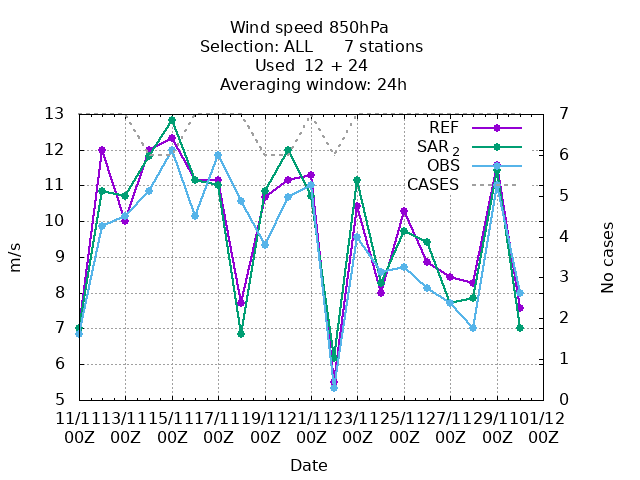 Wind speed 850hPa
Selection: ALL 7 stations
Used 12 + 24
Averaging window: 24h
13 7
12 6
11 5
10 4
9
8 3
7 2
6 1
5 0
m/s
No cases
REF
SAR 2
OBS
CASES
11/11 13/11 15/11 17/11 19/11 21/11 23/11 25/11 27/11 29/11 01/12
00Z 00Z 00Z 00Z 00Z 00Z 00Z 00Z 00Z 00Z 00Z
Date